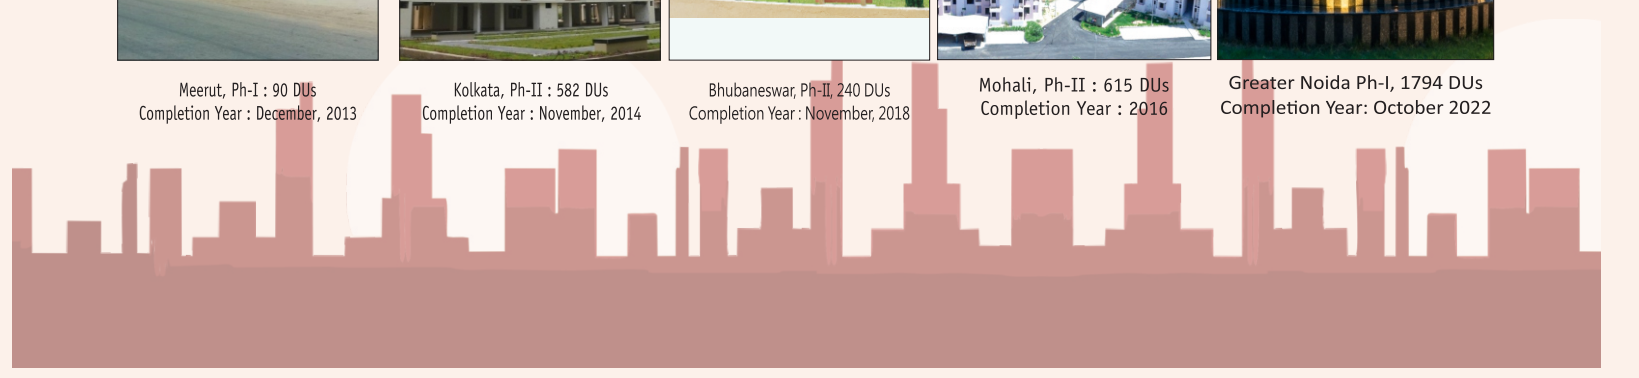 Meerut, Ph-I : 90 DUs
Completion Year : December, 2013
Kolkata, Ph-II : 582 DUs
Completion Year : November, 2014
Bhubaneswar, Ph-II, 240 DUs
Completion Year : November, 2018
Mohali, Ph-II : 615 DUs
Completion Year : 2016
Greater Noida Ph-I, 1794 DUs
Completion Year: October 2022